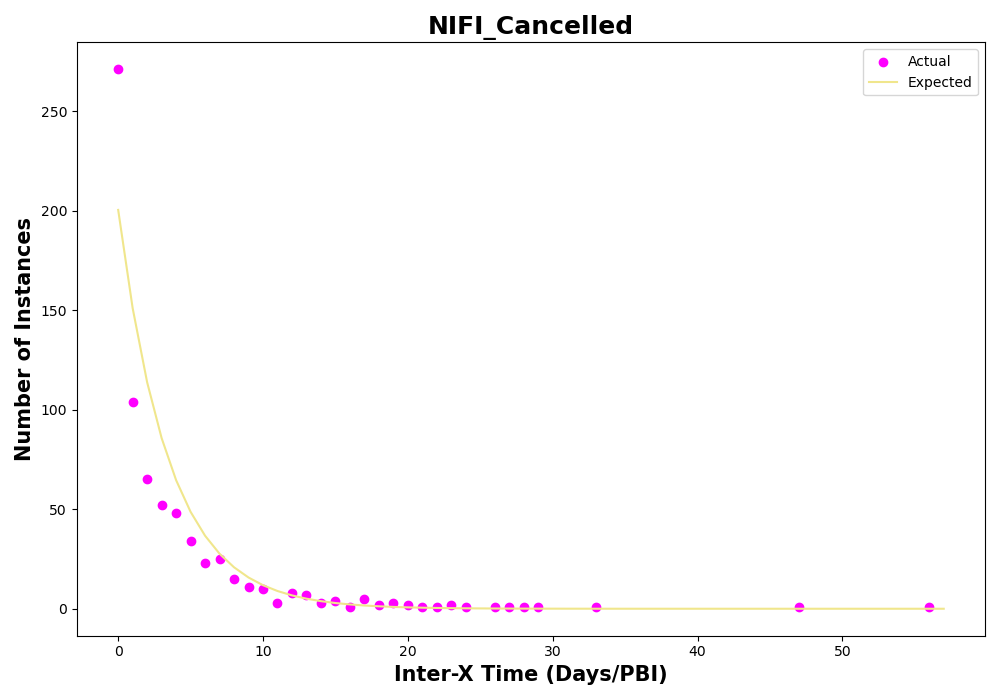 NIFI_Cancelled
Actual
Expected
250
200
150
100
50
0
Number of Instances
0 10 20 30 40 50
Inter-X Time (Days/PBI)